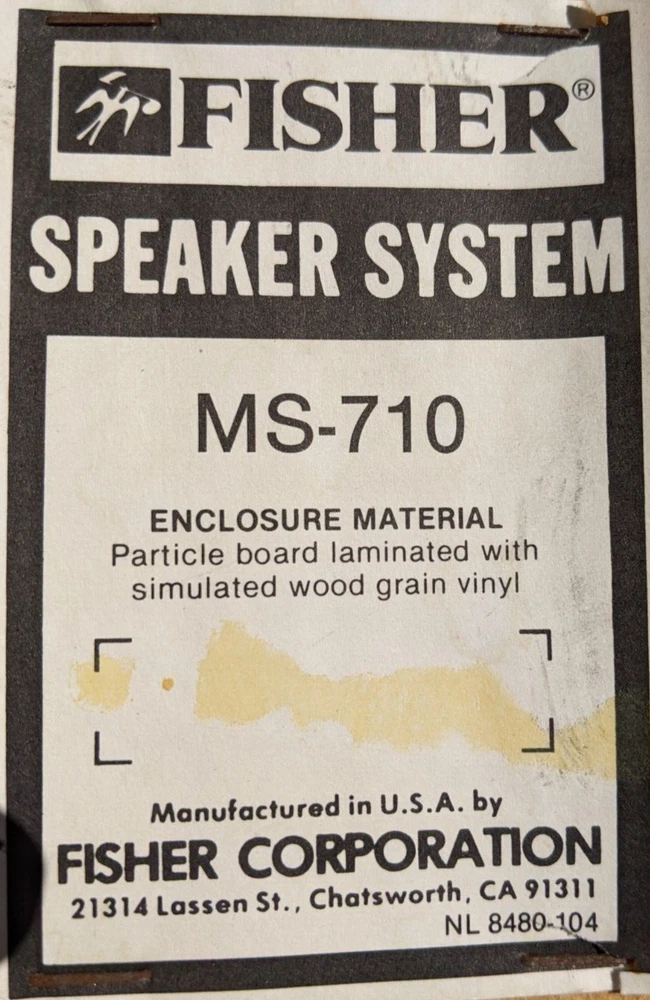 FISHER®
SPEAKER SYSTEM
MS-710
ENCLOSURE MATERIAL
Particle board laminated with
simulated wood grain vinyl
Manufactured in U.S.A. by
FISHER CORPORATION
21314 Lassen St., Chatsworth, CA 91311
NL 8480-104